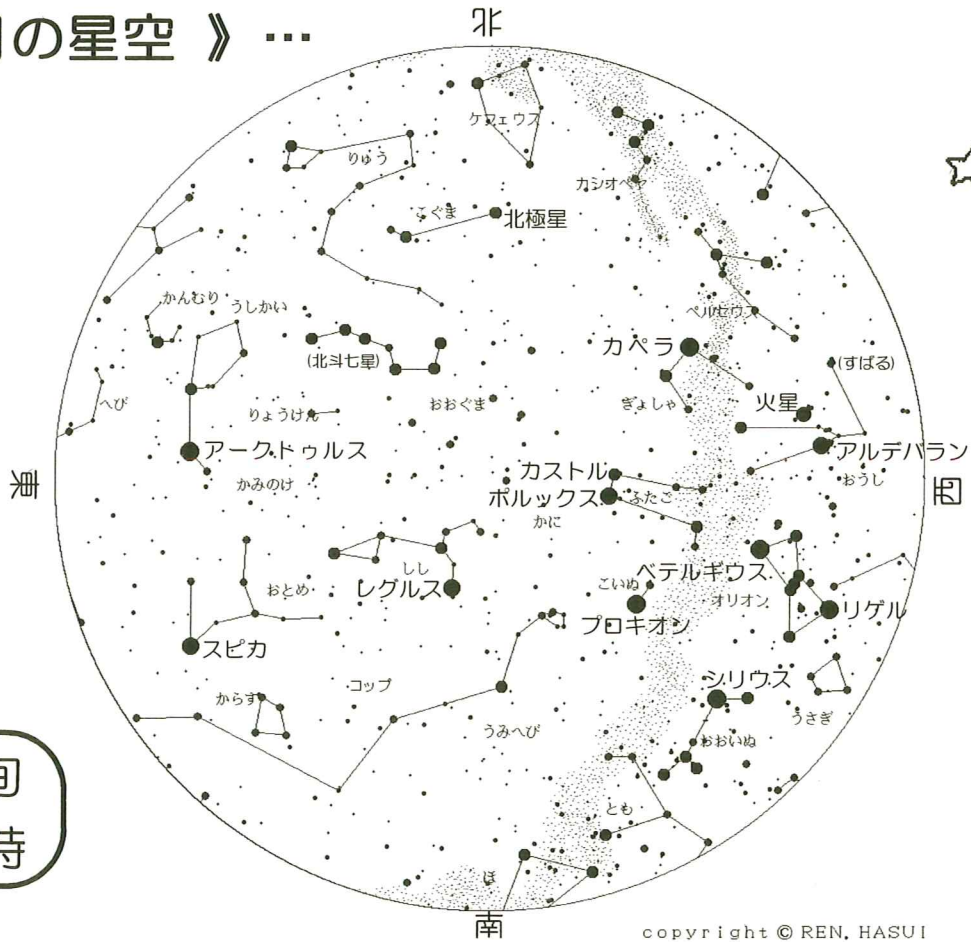 の星空 》 …
北
ケフェウス
りゅう
カシオペヤ
こぐま
北極星
かんむり
うしかい
ペルセウス
カペラ
(すばる)
(北斗七星)
へび
りょうけん
おおぐま
ぎょしゃ
火星
アークトゥルス
アルデバラン
カストル
おうし
東
かみのけ
ポルックス
ふたご
西
かに
しし
ベテルギウス
おとめ
レグルス
こいぬ
オリオン
リゲル
プロキオン
スピカ
シリウス
コップ
からす
うみへび
うさぎ
おおいぬ
旬
時
とも
ほ
南
copyright © REN. HASUI